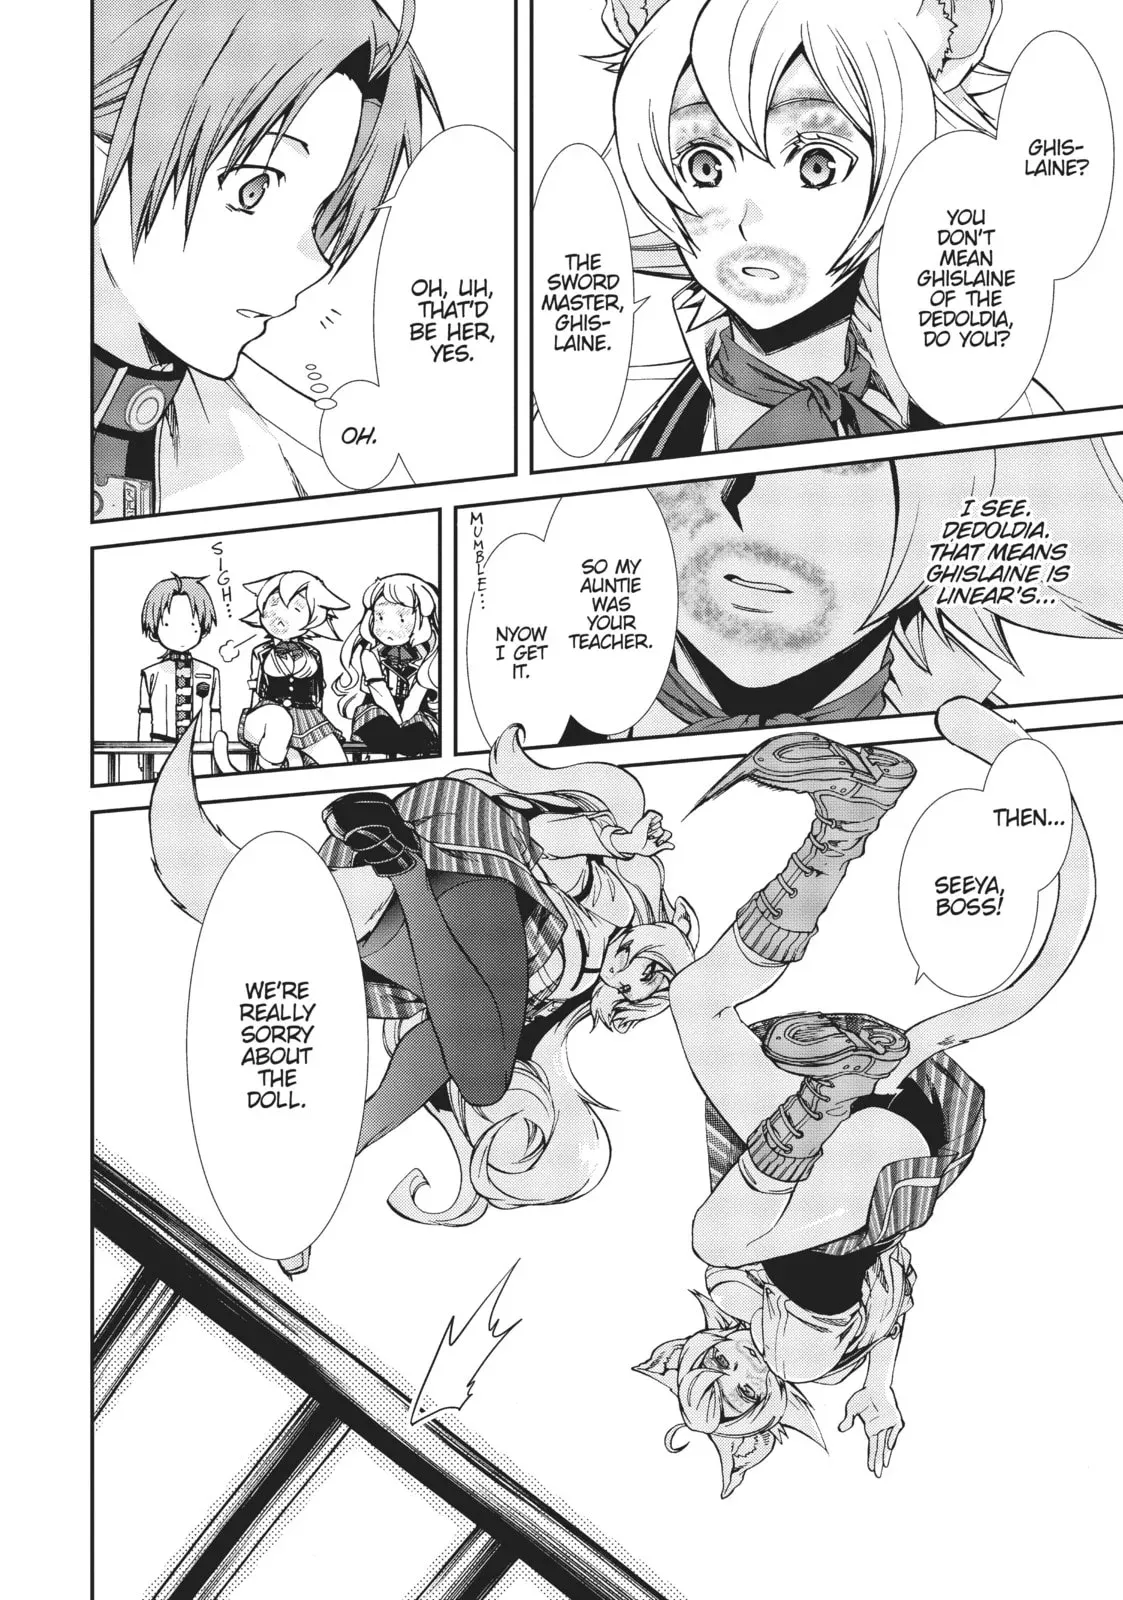 GHIS-
LAINE?
YOU
DON'T
MEAN
GHISLAINE
OF THE
DEDOLDIA,
DO YOU?
THE
SWORD
MASTER,
GHIS-
LAINE.
OH, UH,
THAT'D
BE HER,
YES.
OH.
I SEE.
DEDOLDIA.
THAT MEANS
GHISLAINE IS
LINEAR'S...
SO MY
AUNTIE WAS
YOUR
TEACHER.
NYOW
I GET
IT.
MUMBLE...
SIGH...
THEN...
SEEYA,
BOSS!
WE'RE
REALLY
SORRY
ABOUT
THE
DOLL.